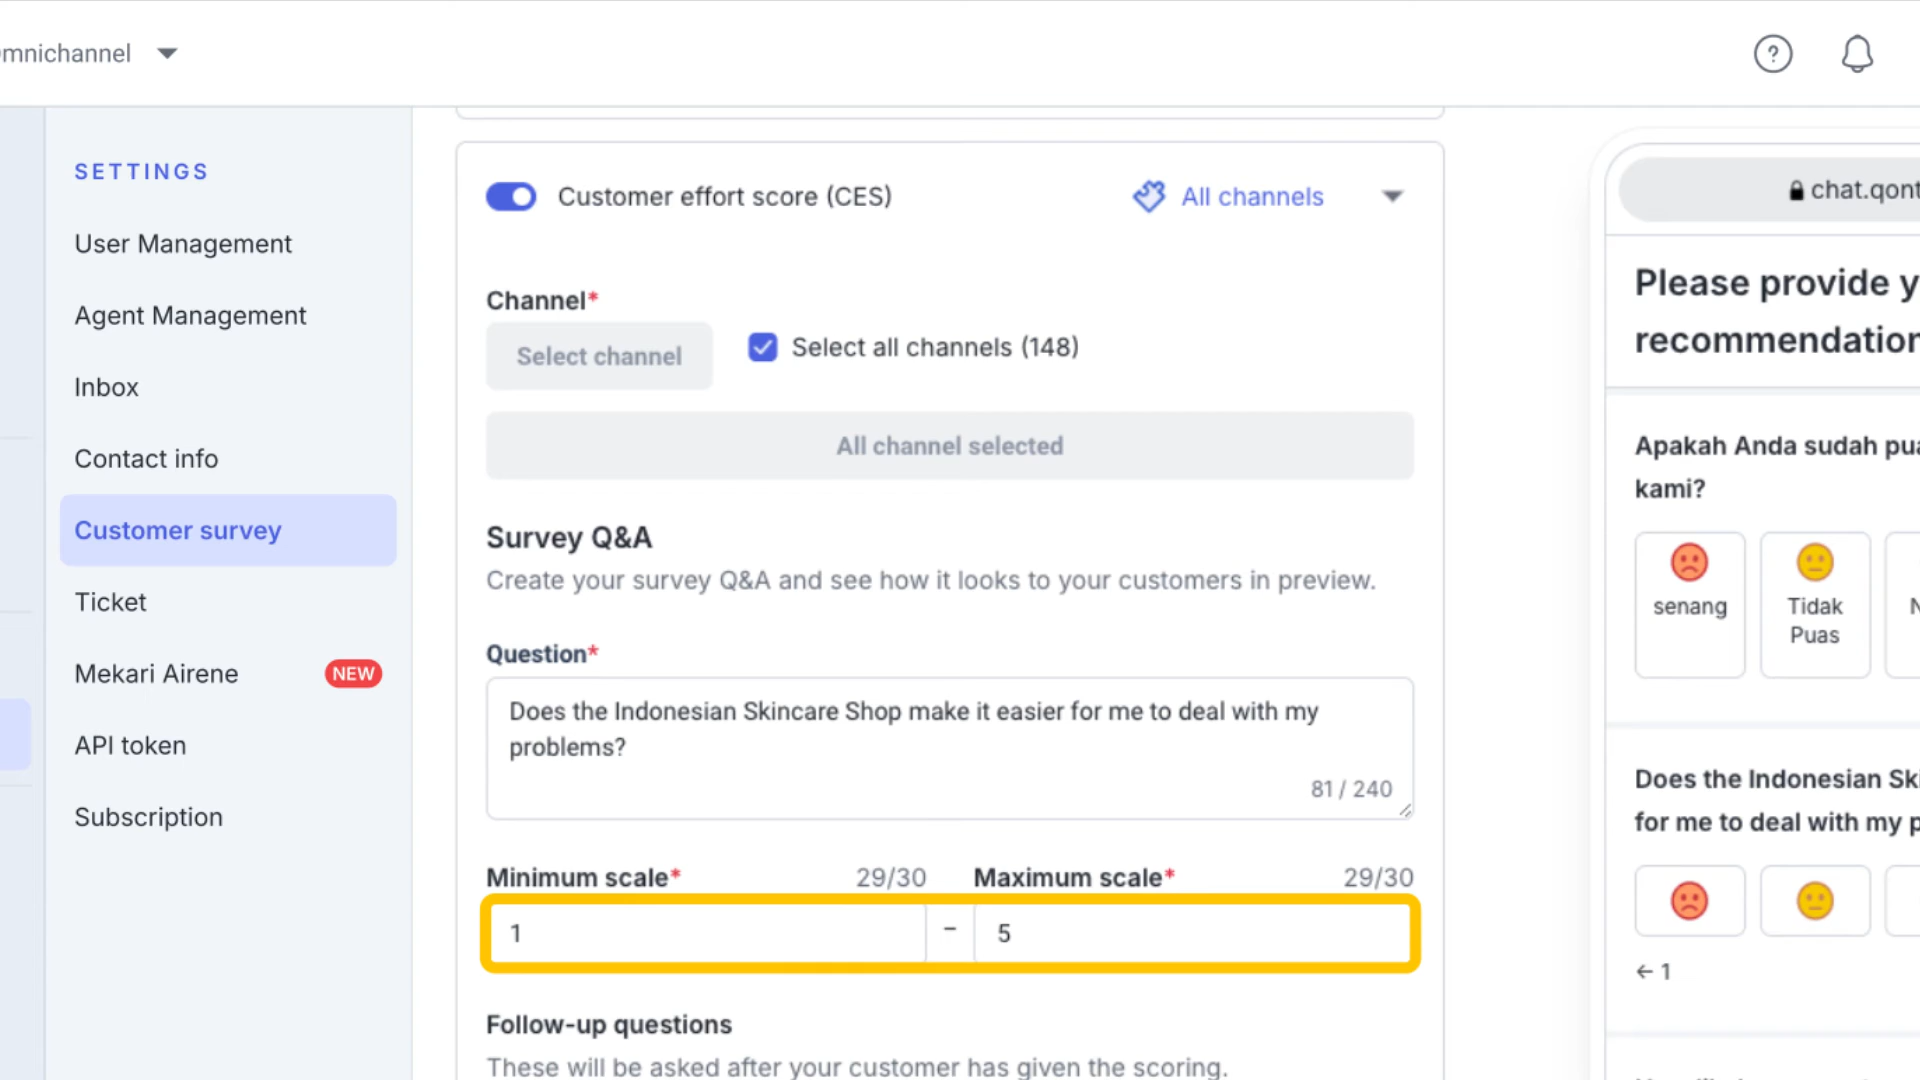 mnichannel
SETTINGS
User Management
Agent Management
Inbox
Contact info
Customer survey
Ticket
Mekari Airene NEW
API token
Subscription
Customer effort score (CES) All channels
Channel*
Select channel Select all channels (148)
All channel selected
Survey Q&A
Create your survey Q&A and see how it looks to your customers in preview.
Question*
Does the Indonesian Skincare Shop make it easier for me to deal with my
problems?
81 / 240
Minimum scale* 29/30 Maximum scale* 29/30
1 – 5
Follow-up questions
These will be asked after your customer has given the scoring.
chat.qont
Please provide y
recommendation
Apakah Anda sudah pua
kami?
senang
Tidak
Puas
Does the Indonesian Ski
for me to deal with my p
← 1